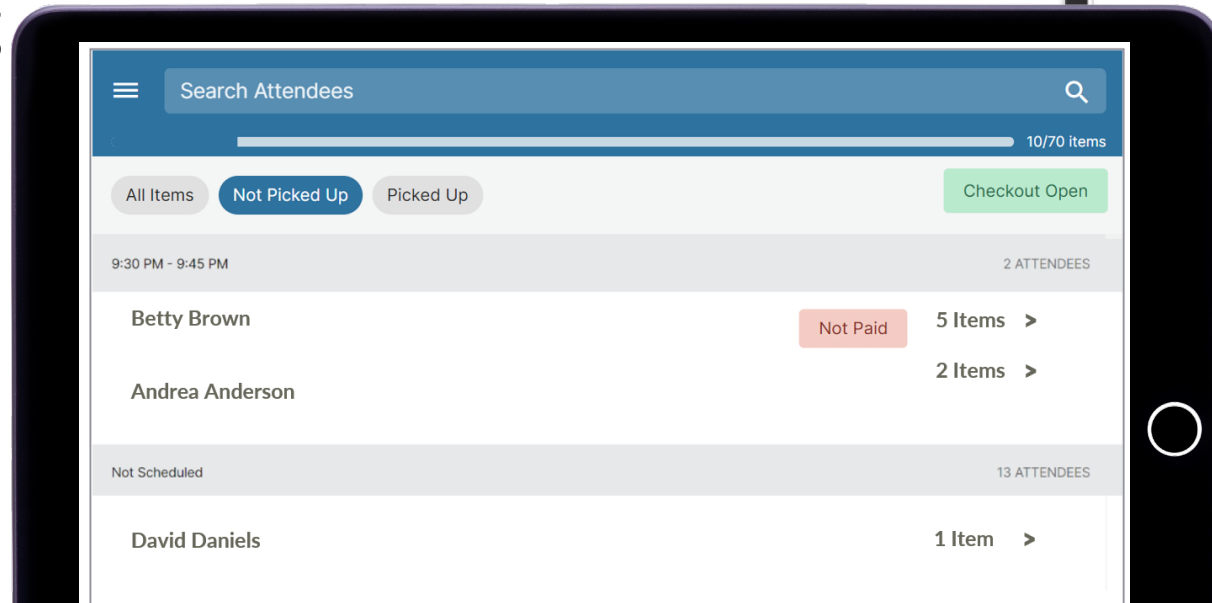 Search Attendees
10/70 items
All Items Not Picked Up Picked Up Checkout Open
9:30 PM - 9:45 PM 2 ATTENDEES
Betty Brown Not Paid 5 Items >
Andrea Anderson 2 Items >
Not Scheduled 13 ATTENDEES
David Daniels 1 Item >